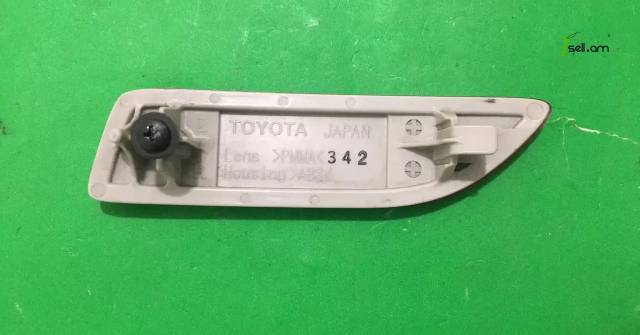 sell.am
TOYOTA JAPAN
Lens >PMMA< 342
Housing >ABS<